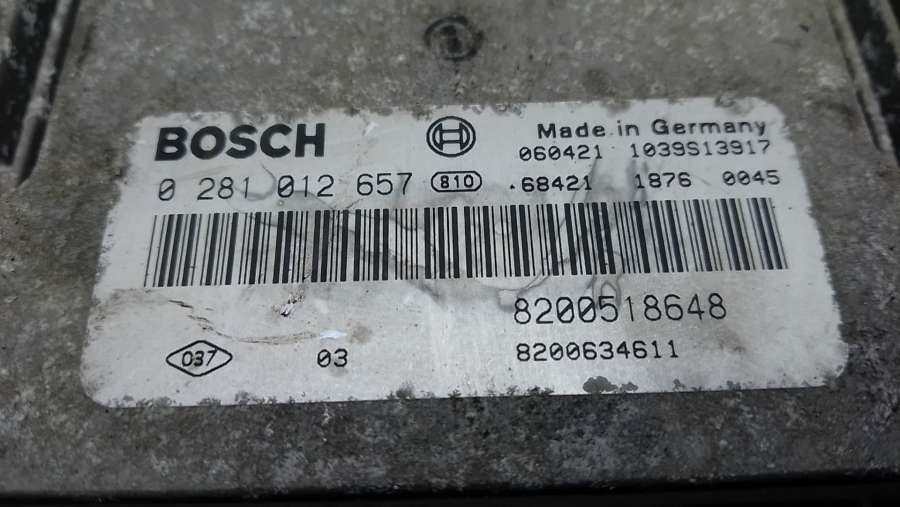 BOSCH
Made in Germany
060421 1039S13917
0 281 012 657 810 .68421 1876 0045
8200518648
037 03 8200634611